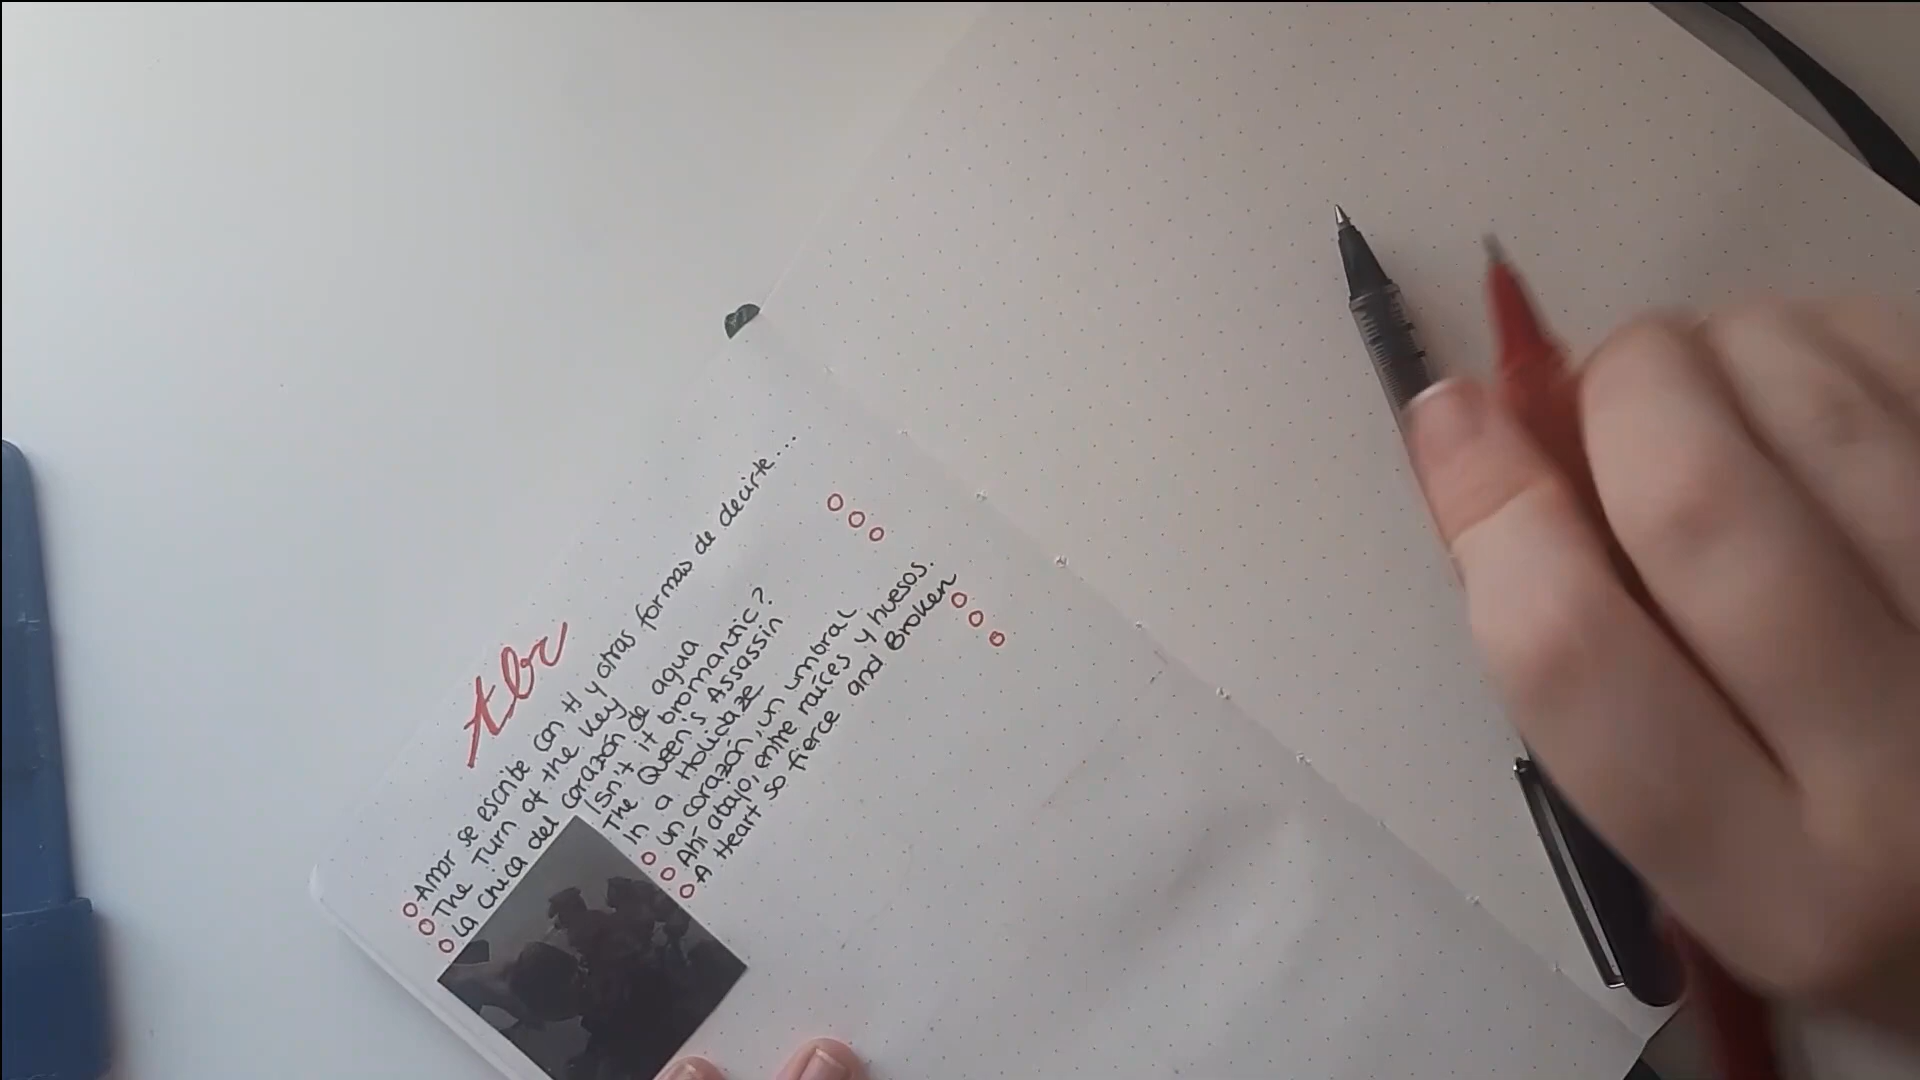 tbr
Amor se escribe con H y otras formas de decirte...
The Turn of the Key
La chica del corazón de agua
Isn't it bromantic?
The Queen's Assassin
In a Holidaze
Un corazón, un umbral
Ahí abajo, entre raíces y huesos.
A Heart so fierce and Broken